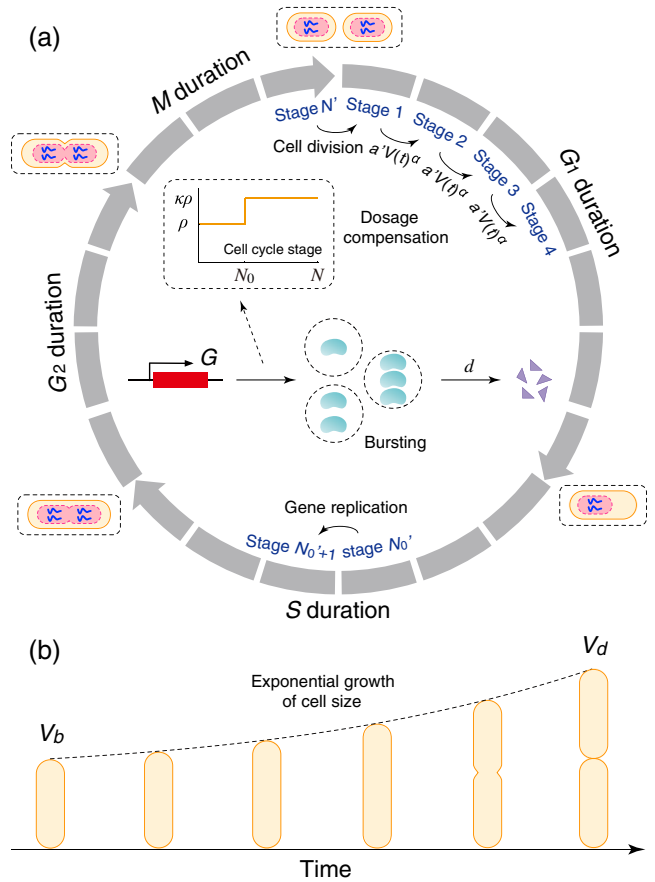 (a)
M duration
Stage N'
Stage 1
Stage 2
Stage 3
Stage 4
Cell division
a'V(t)^α
a'V(t)^α
a'V(t)^α
G1 duration
κρ
ρ
Cell cycle stage
N0
N
Dosage
compensation
G2 duration
G
d
Bursting
Gene replication
Stage N0'+1
stage N0'
S duration
(b)
Vb
Exponential growth
of cell size
Vd
Time